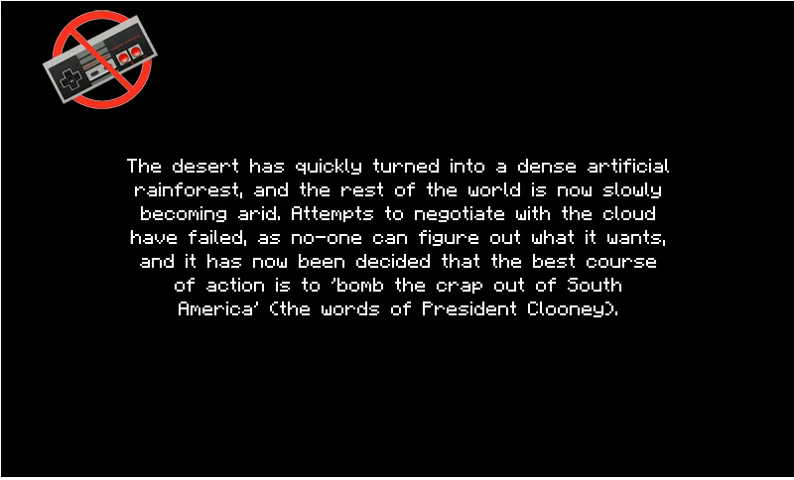 The desert has quickly turned into a dense artificial
rainforest, and the rest of the world is now slowly
becoming arid. Attempts to negotiate with the cloud
have failed, as no-one can figure out what it wants,
and it has now been decided that the best course
of action is to 'bomb the crap out of South
America' (the words of President Clooney).